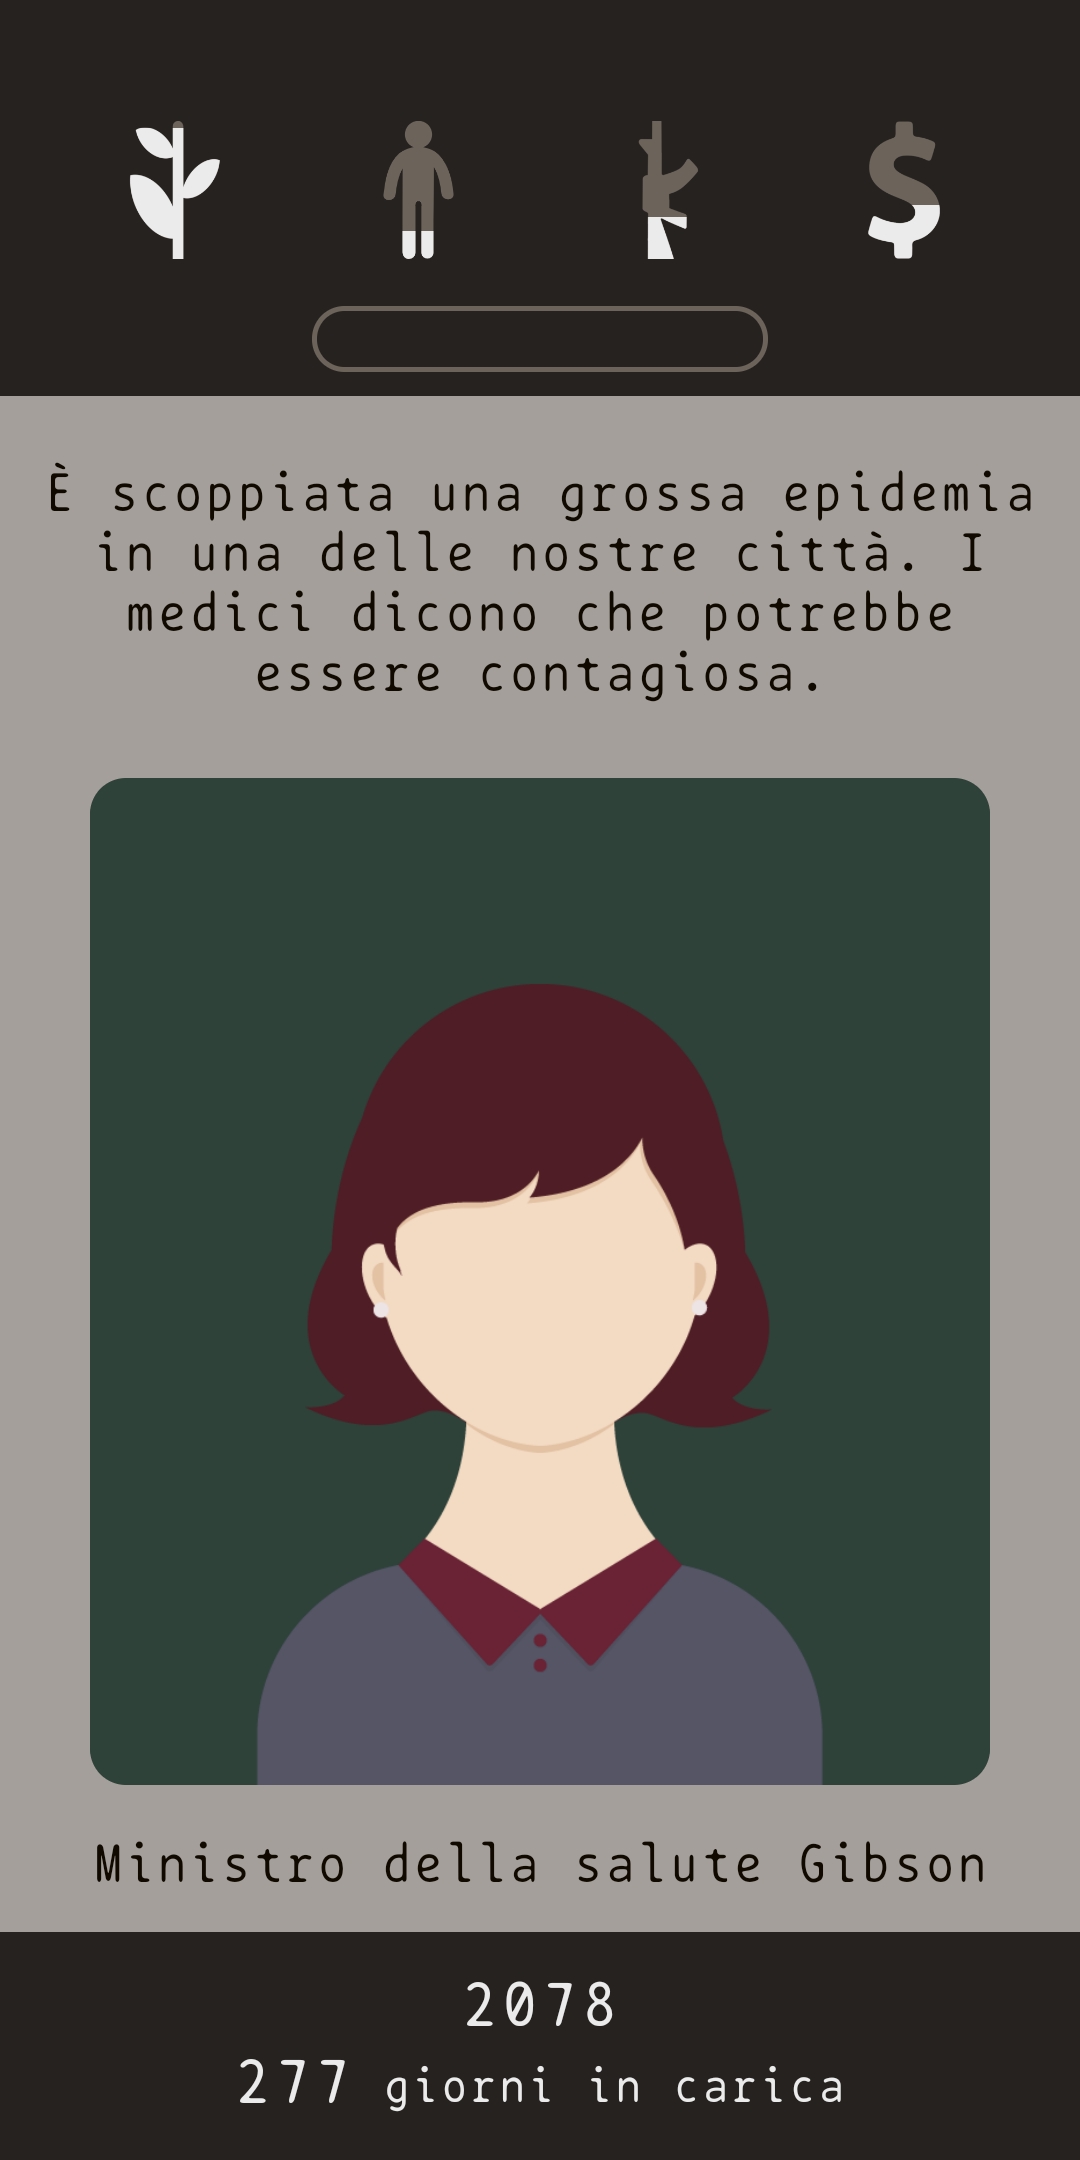 È scoppiata una grossa epidemia
in una delle nostre città. I
medici dicono che potrebbe
essere contagiosa.
Ministro della salute Gibson
2078
277 giorni in carica